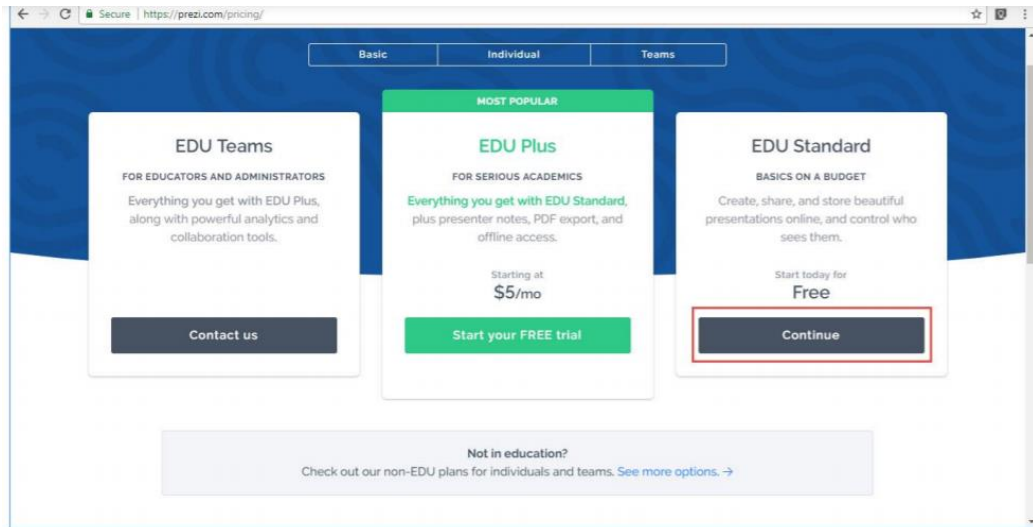 Secure | https://prezi.com/pricing/
Basic
Individual
Teams
EDU Teams
FOR EDUCATORS AND ADMINISTRATORS
Everything you get with EDU Plus,
along with powerful analytics and
collaboration tools.
Contact us
MOST POPULAR
EDU Plus
FOR SERIOUS ACADEMICS
Everything you get with EDU Standard,
plus presenter notes, PDF export, and
offline access.
Starting at
$5/mo
Start your FREE trial
EDU Standard
BASICS ON A BUDGET
Create, share, and store beautiful
presentations online, and control who
sees them.
Start today for
Free
Continue
Not in education?
Check out our non-EDU plans for individuals and teams. See more options. →